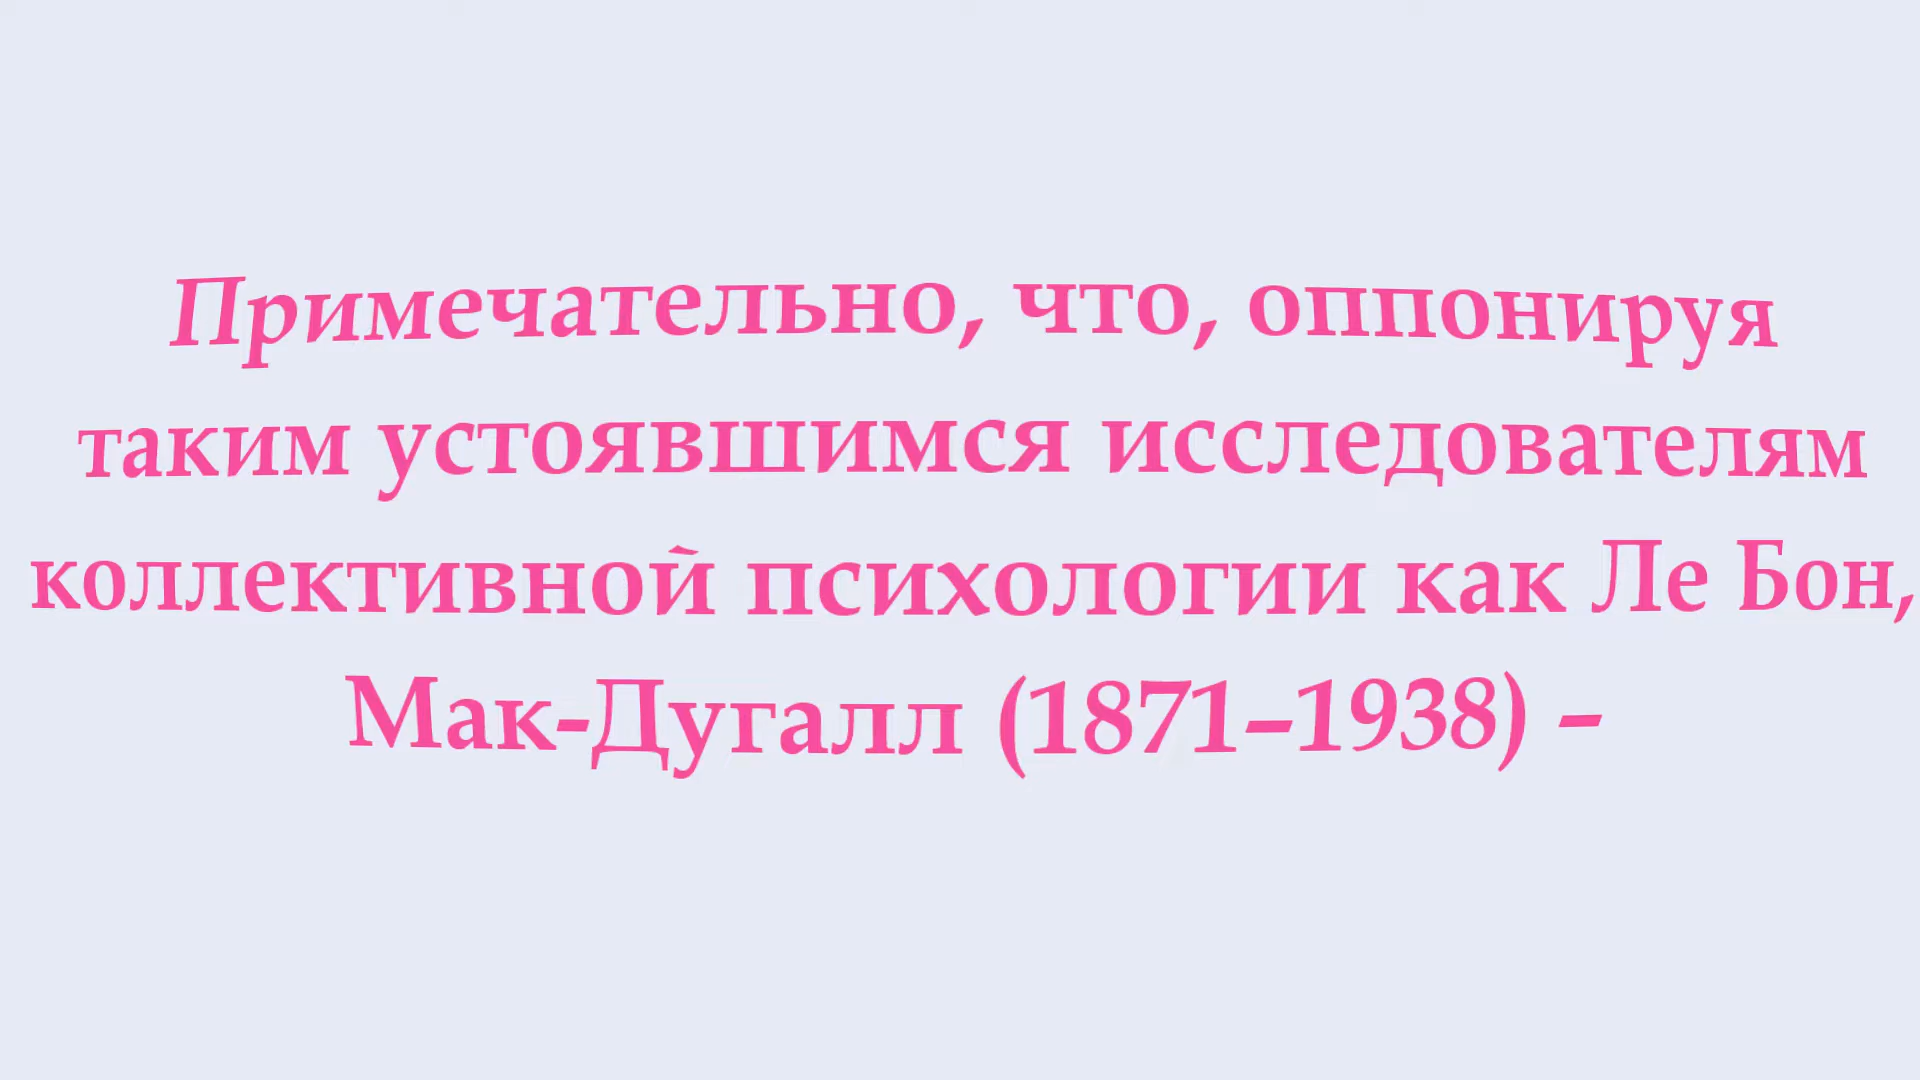 Примечательно, что, оппонируя
таким устоявшимся исследователям
коллективной психологии как Ле Бон,
Мак-Дугалл (1871–1938) –